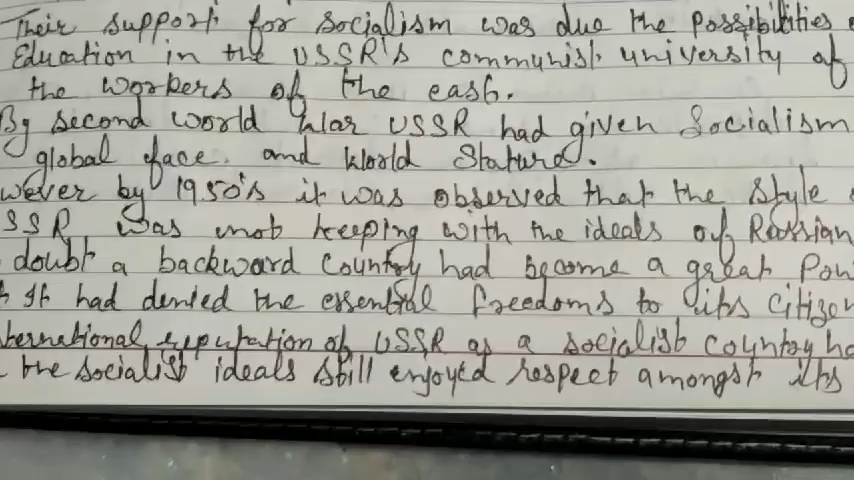 Their support for socialism was due the possibilities
Eduation in the USSR's communist university of
the workers of the east.
By second world War USSR had given Socialism
global face. and World Stature.
wever by 1950's it was observed that the style
SSR was not keeping with the ideals of Russian
doubt a backward Country had become a great Pow
It had denied the essential freedoms to its Citizen
ternational reputation of USSR as a socialist country ha
the socialist ideals still enjoyed respect amongst its